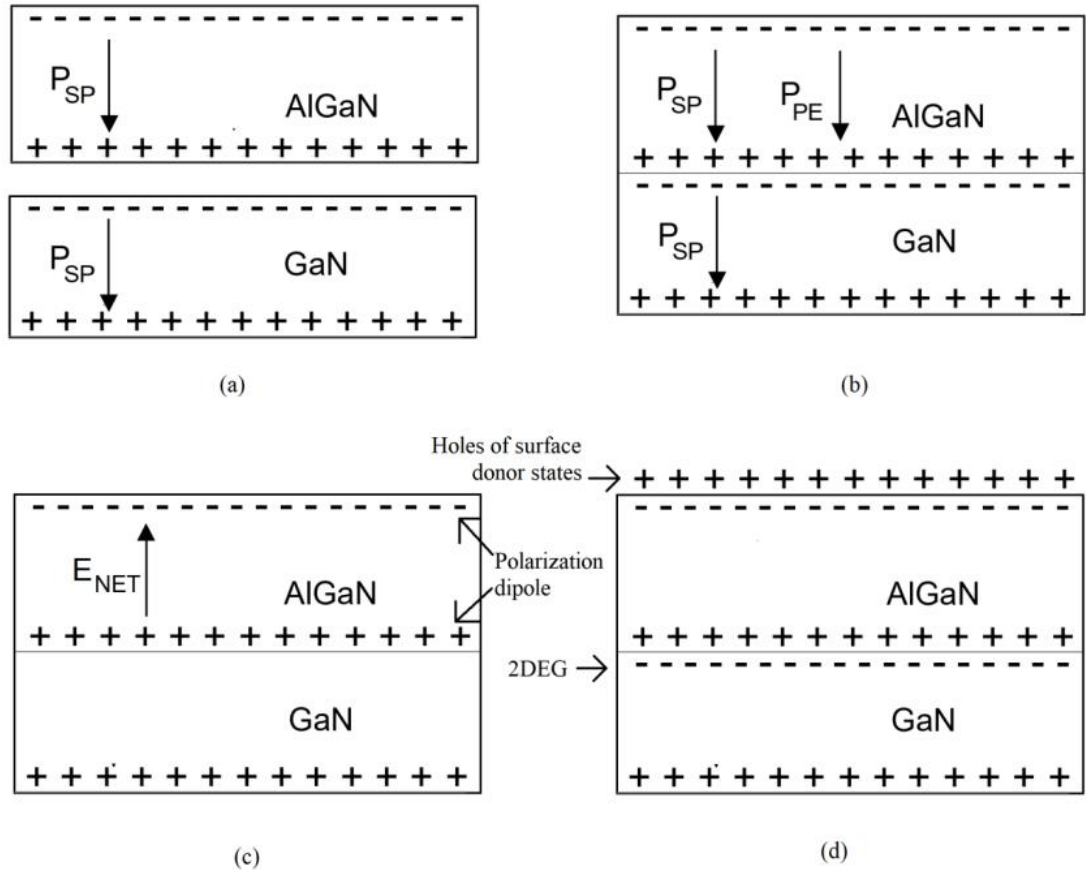 P_SP
AlGaN
P_SP
GaN
(a)
P_SP
P_PE
AlGaN
P_SP
GaN
(b)
E_NET
AlGaN
GaN
(c)
Polarization
dipole
Holes of surface
donor states
AlGaN
2DEG
GaN
(d)